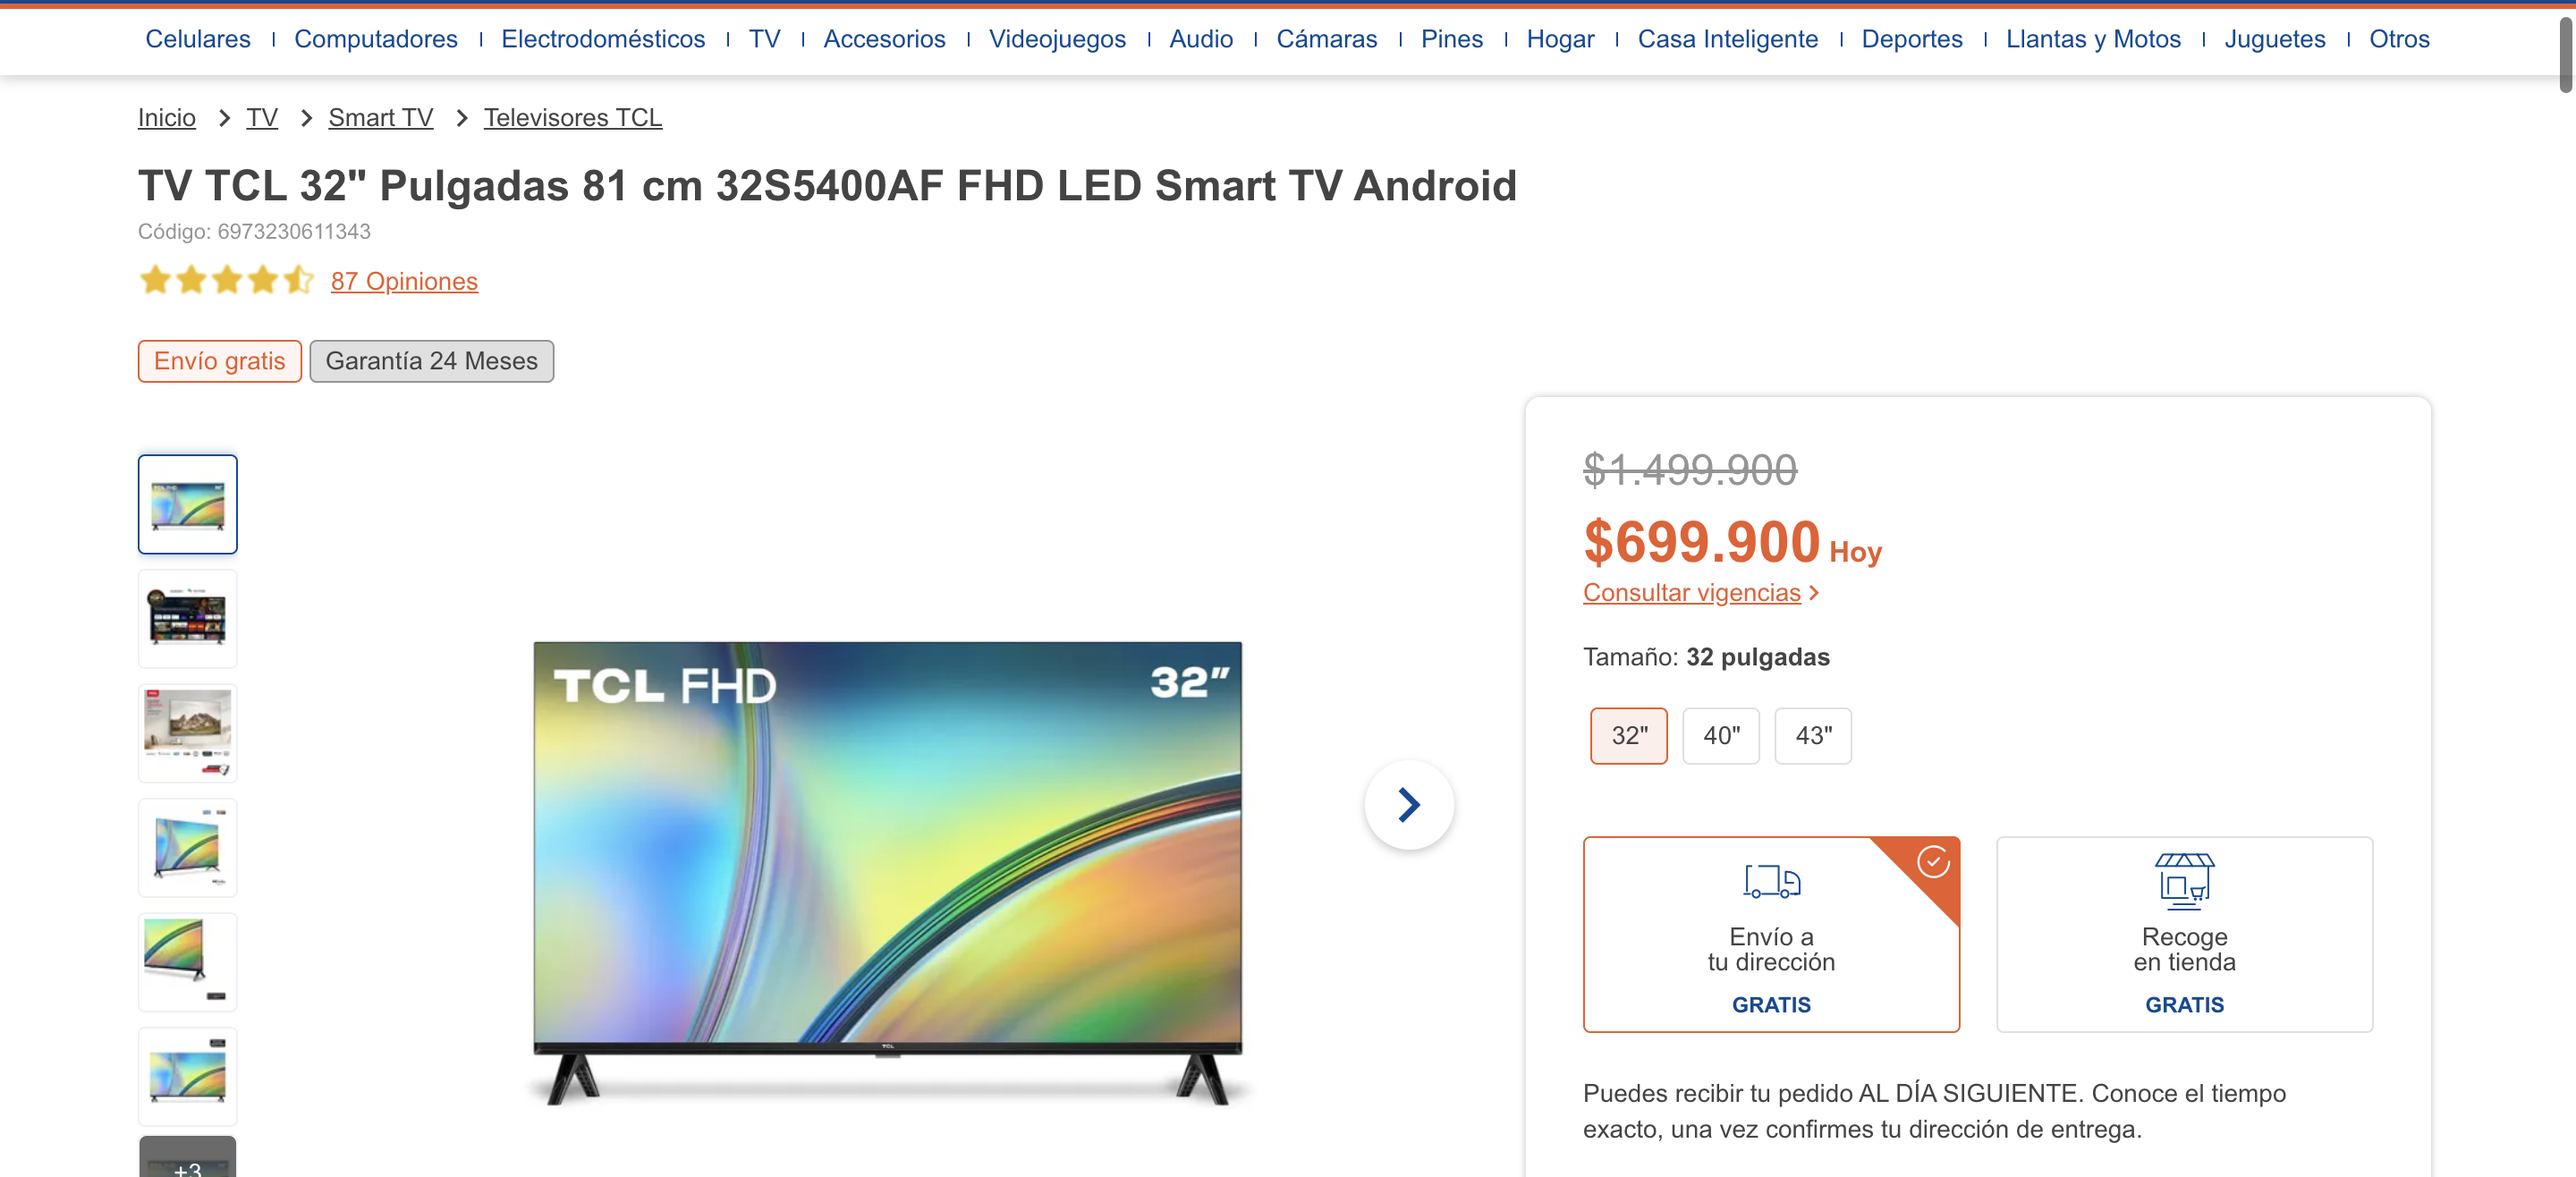 Celulares | Computadores | Electrodomésticos | TV | Accesorios | Videojuegos | Audio | Cámaras | Pines | Hogar | Casa Inteligente | Deportes | Llantas y Motos | Juguetes | Otros
Inicio > TV > Smart TV > Televisores TCL
TV TCL 32" Pulgadas 81 cm 32S5400AF FHD LED Smart TV Android
Código: 6973230611343
87 Opiniones
Envío gratis
Garantía 24 Meses
TCL FHD
32"
TCL
+3
$1.499.900
$699.900 Hoy
Consultar vigencias >
Tamaño: 32 pulgadas
32" 40" 43"
Envío a
tu dirección
GRATIS
Recoge
en tienda
GRATIS
Puedes recibir tu pedido AL DÍA SIGUIENTE. Conoce el tiempo
exacto, una vez confirmes tu dirección de entrega.